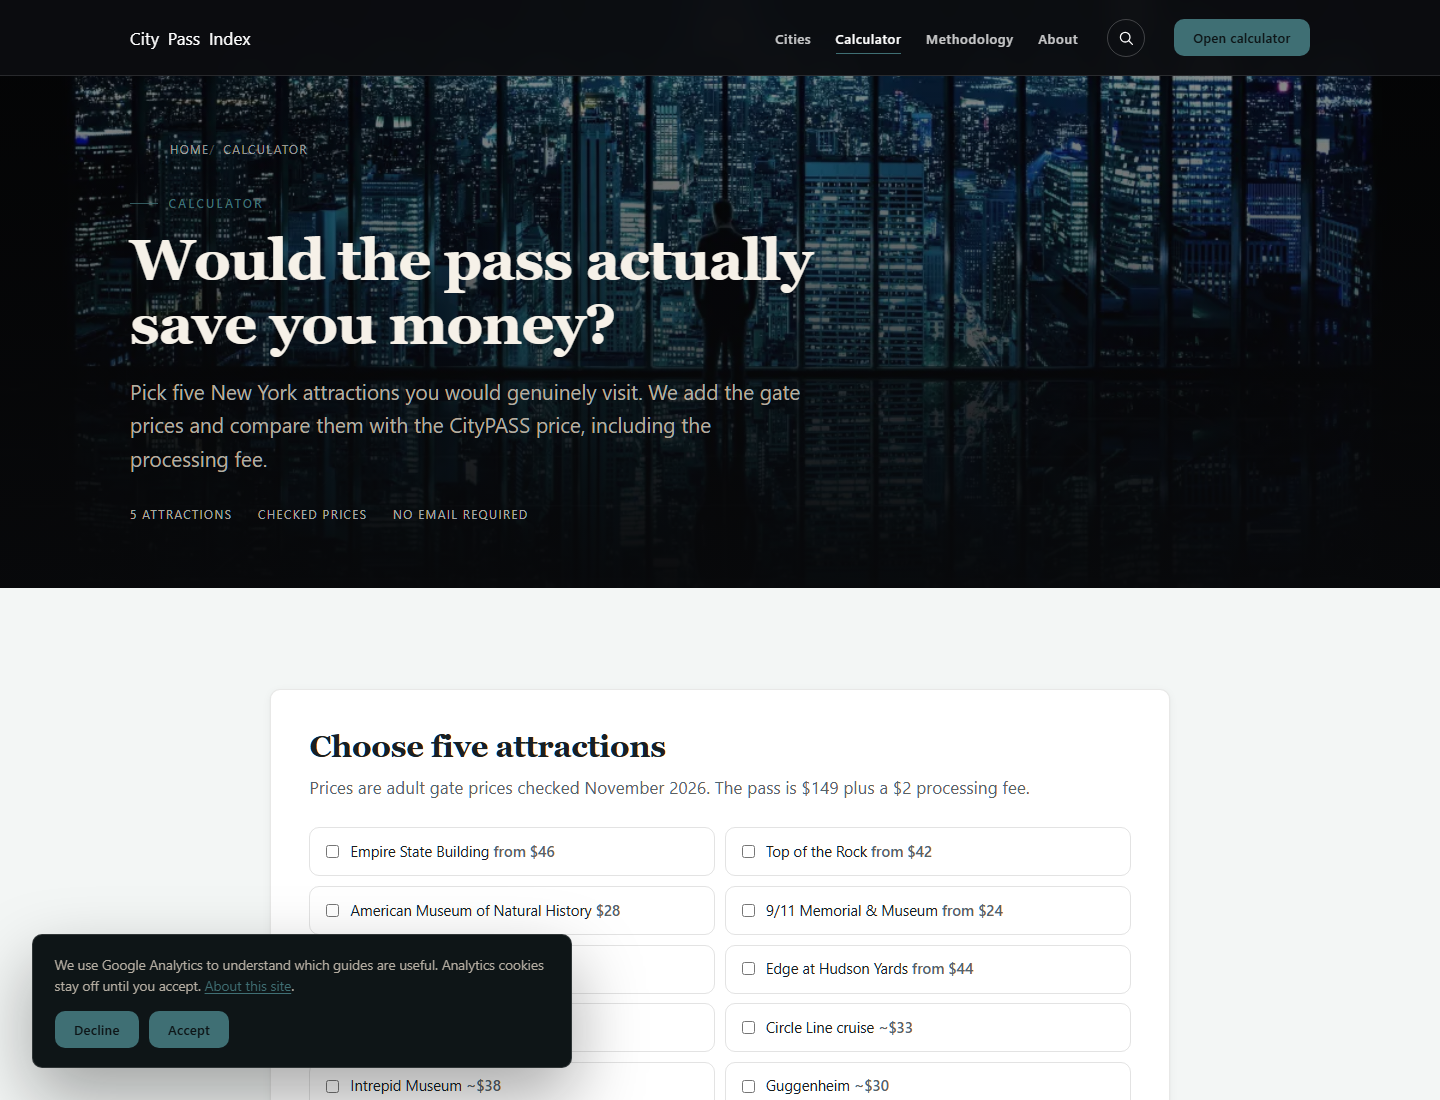 City Pass Index
Cities
Calculator
Methodology
About
Open calculator
HOME/ CALCULATOR
CALCULATOR
Would the pass actually
save you money?
Pick five New York attractions you would genuinely visit. We add the gate
prices and compare them with the CityPASS price, including the
processing fee.
5 ATTRACTIONS
CHECKED PRICES
NO EMAIL REQUIRED
Choose five attractions
Prices are adult gate prices checked November 2026. The pass is $149 plus a $2 processing fee.
Empire State Building from $46
Top of the Rock from $42
American Museum of Natural History $28
9/11 Memorial & Museum from $24
Edge at Hudson Yards from $44
Circle Line cruise ~$33
Intrepid Museum ~$38
Guggenheim ~$30
We use Google Analytics to understand which guides are useful. Analytics cookies
stay off until you accept. About this site.
Decline
Accept